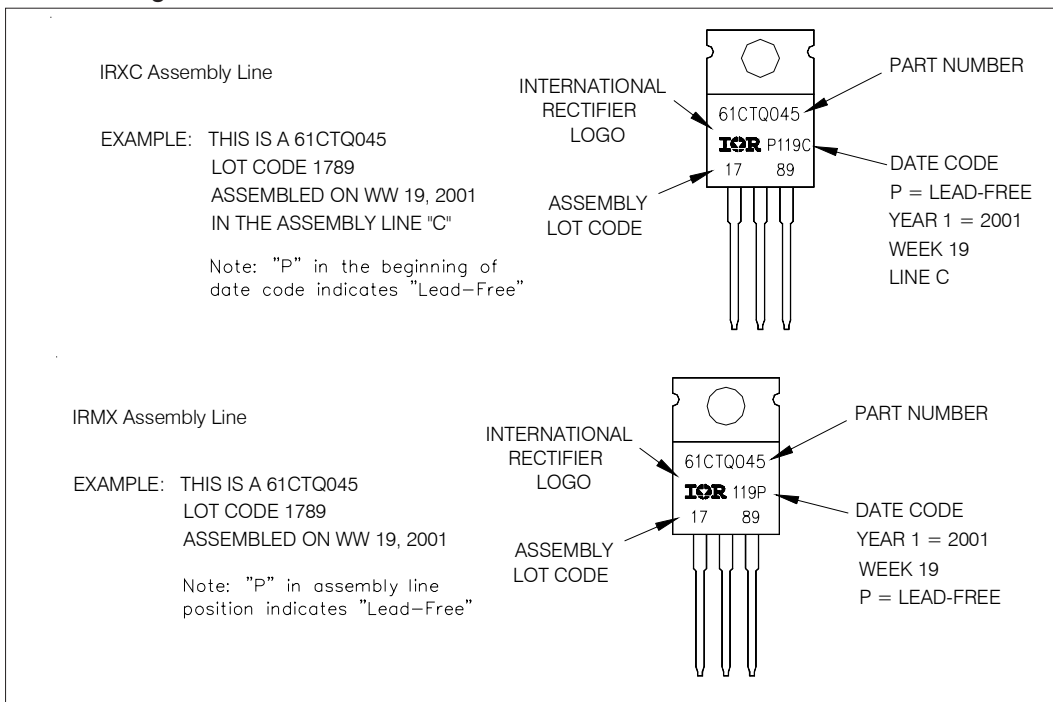 IRXC Assembly Line
EXAMPLE: THIS IS A 61CTQ045
LOT CODE 1789
ASSEMBLED ON WW 19, 2001
IN THE ASSEMBLY LINE "C"
Note: "P" in the beginning of
date code indicates "Lead-Free"
INTERNATIONAL
RECTIFIER
LOGO
ASSEMBLY
LOT CODE
61CTQ045
IOR P119C
17 89
PART NUMBER
DATE CODE
P = LEAD-FREE
YEAR 1 = 2001
WEEK 19
LINE C
IRMX Assembly Line
EXAMPLE: THIS IS A 61CTQ045
LOT CODE 1789
ASSEMBLED ON WW 19, 2001
Note: "P" in assembly line
position indicates "Lead-Free"
INTERNATIONAL
RECTIFIER
LOGO
ASSEMBLY
LOT CODE
61CTQ045
IOR 119P
17 89
PART NUMBER
DATE CODE
YEAR 1 = 2001
WEEK 19
P = LEAD-FREE